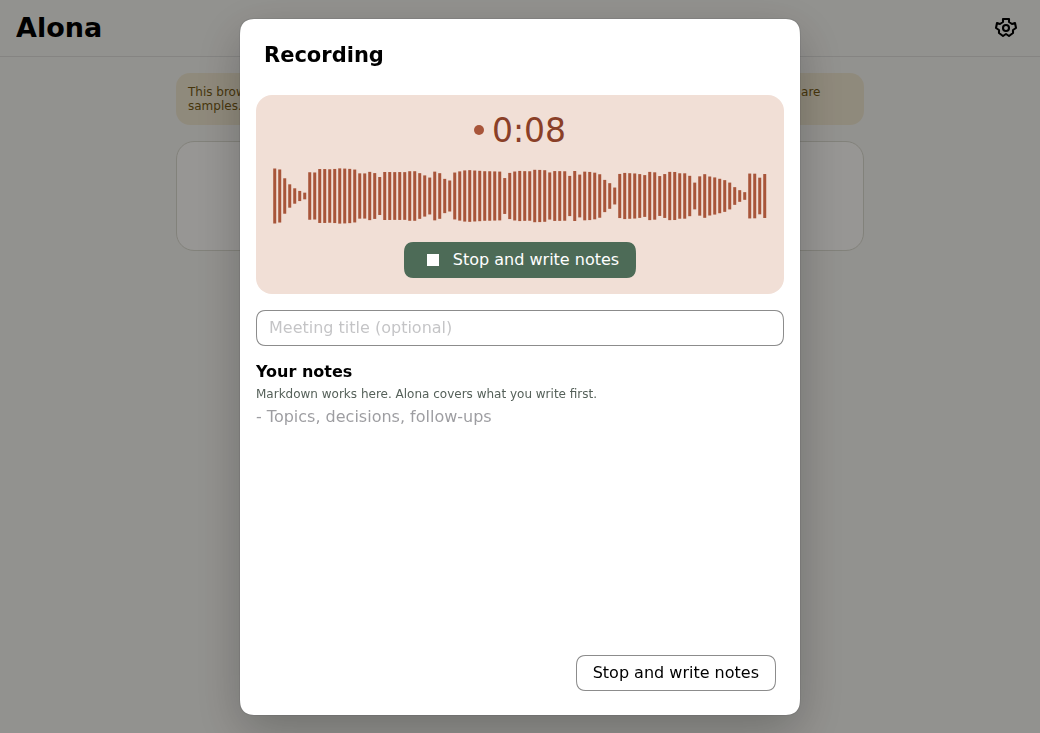 Alona
Recording
This brow
are
samples.
0:08
Stop and write notes
Meeting title (optional)
Your notes
Markdown works here. Alona covers what you write first.
- Topics, decisions, follow-ups
Stop and write notes